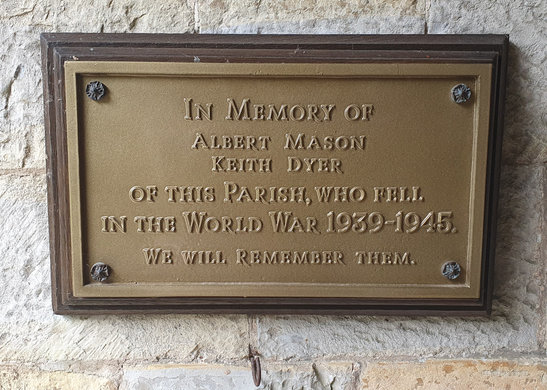 In Memory of
Albert Mason
Keith Dyer
of this Parish, who fell
in the World War 1939-1945.
We will Remember them.